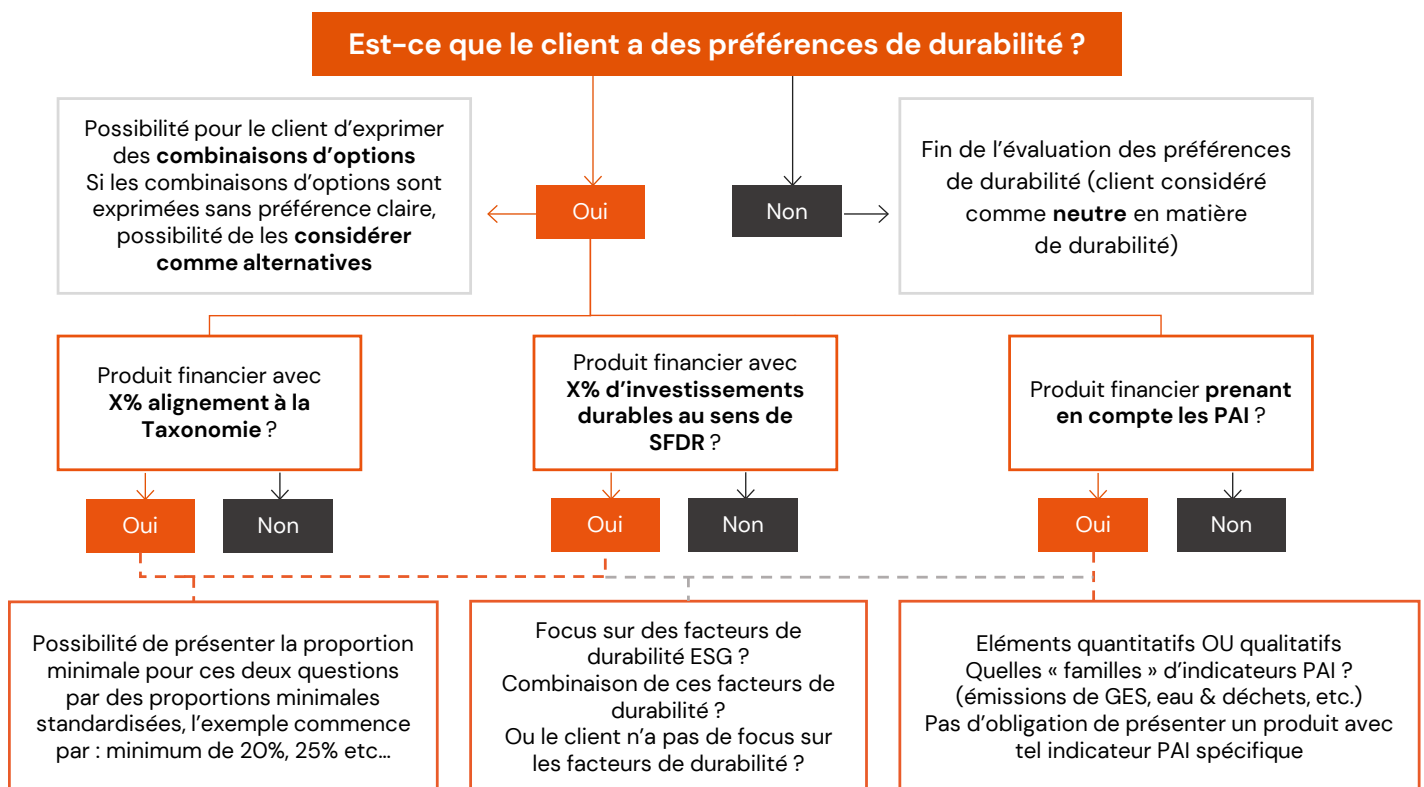 Est-ce que le client a des préférences de durabilité ?
Possibilité pour le client d’exprimer
des combinaisons d’options
Si les combinaisons d’options sont
exprimées sans préférence claire,
possibilité de les considérer
comme alternatives
Oui
Non
Fin de l’évaluation des préférences
de durabilité (client considéré
comme neutre en matière
de durabilité)
Produit financier avec
X% alignement à la
Taxonomie ?
Produit financier avec
X% d’investissements
durables au sens de
SFDR ?
Produit financier prenant
en compte les PAI ?
Oui
Non
Oui
Non
Oui
Non
Possibilité de présenter la proportion
minimale pour ces deux questions
par des proportions minimales
standardisées, l’exemple commence
par : minimum de 20%, 25% etc…
Focus sur des facteurs de
durabilité ESG ?
Combinaison de ces facteurs de
durabilité ?
Ou le client n’a pas de focus sur
les facteurs de durabilité ?
Eléments quantitatifs OU qualitatifs
Quelles « familles » d’indicateurs PAI ?
(émissions de GES, eau & déchets, etc.)
Pas d’obligation de présenter un produit avec
tel indicateur PAI spécifique